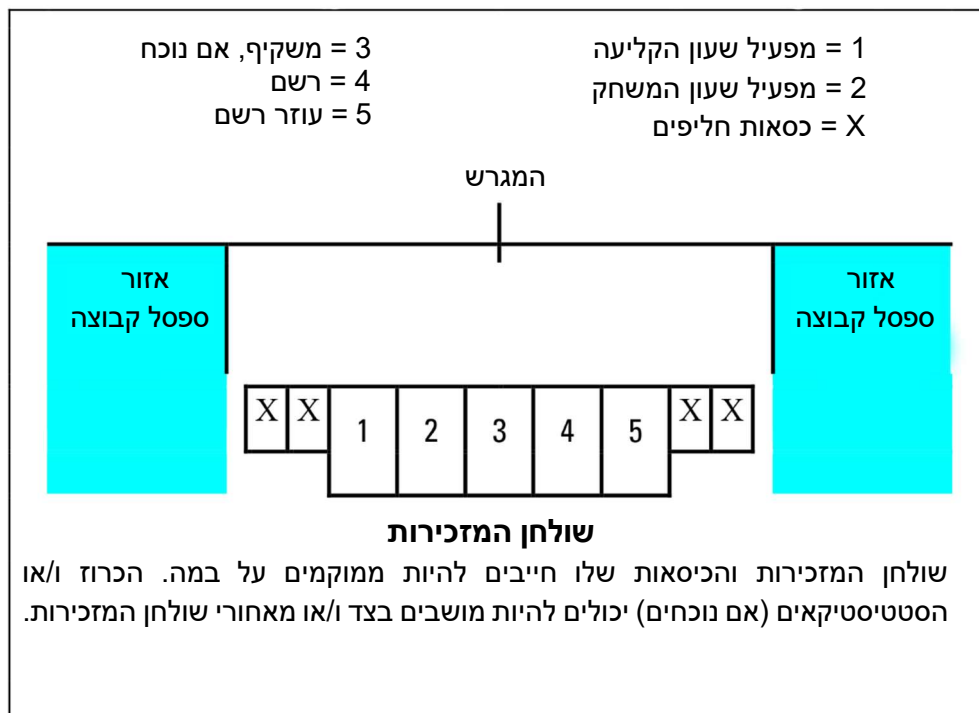 1 = מפעיל שעון הקליעה
2 = מפעיל שעון המשחק
X = כסאות חליפים
3 = משקיף, אם נוכח
4 = רשם
5 = עוזר רשם
המגרש
אזור
ספסל קבוצה
אזור
ספסל קבוצה
X X 1 2 3 4 5 X X
שולחן המזכירות
שולחן המזכירות והכיסאות שלו חייבים להיות ממוקמים על במה. הכרוז ו/או
הסטטיסטיקאים (אם נוכחים) יכולים להיות מושבים בצד ו/או מאחורי שולחן המזכירות.